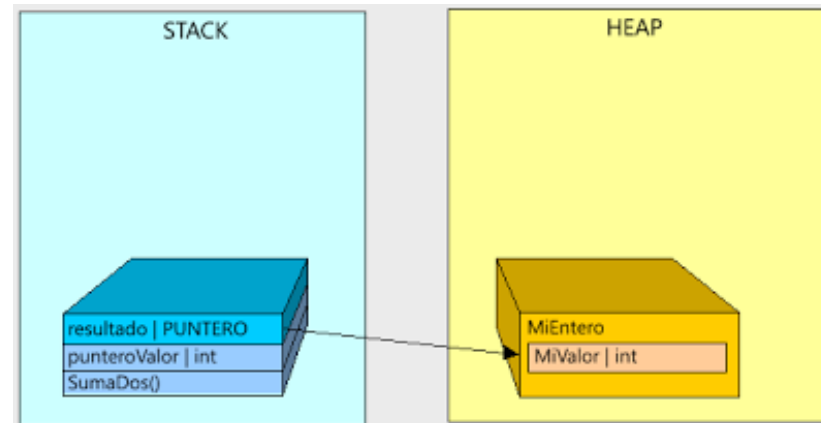 STACK
HEAP
resultado | PUNTERO
punteroValor | int
SumaDos()
MiEntero
MiValor | int